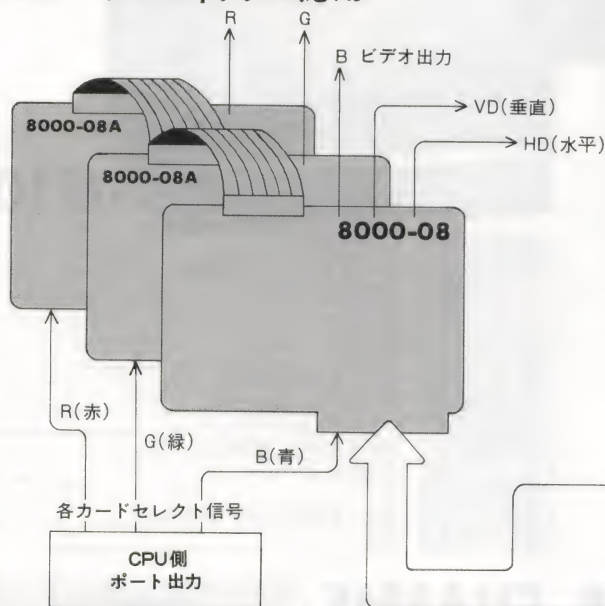 R
G
B ビデオ出力
VD(垂直)
HD(水平)
8000-08A
8000-08A
8000-08
R(赤)
G(緑)
B(青)
各カードセレクト信号
CPU側
ポート出力